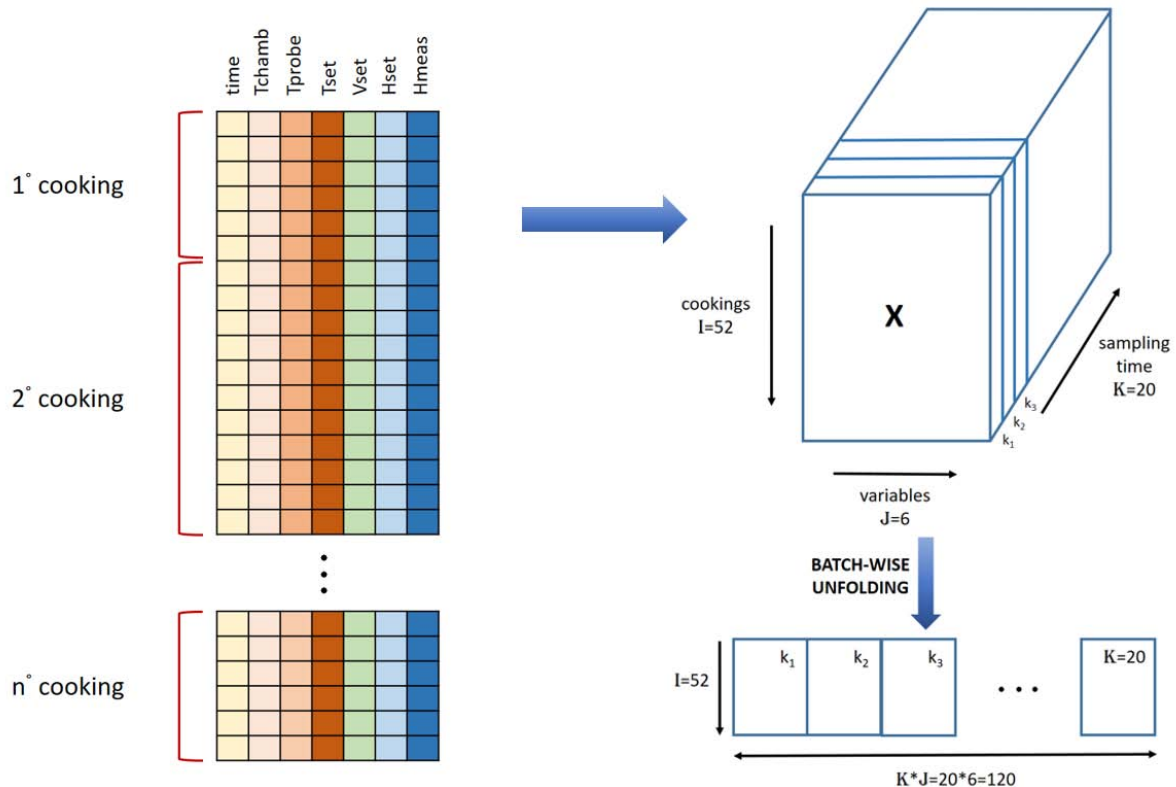 time
Tchamb
Tprobe
Tset
Vset
Hset
Hmeas
1° cooking
2° cooking
n° cooking
cookings
I=52
X
k₁
k₂
k₃
sampling
time
K=20
variables
J=6
BATCH-WISE
UNFOLDING
I=52
k₁
k₂
k₃
K=20
K*J=20*6=120